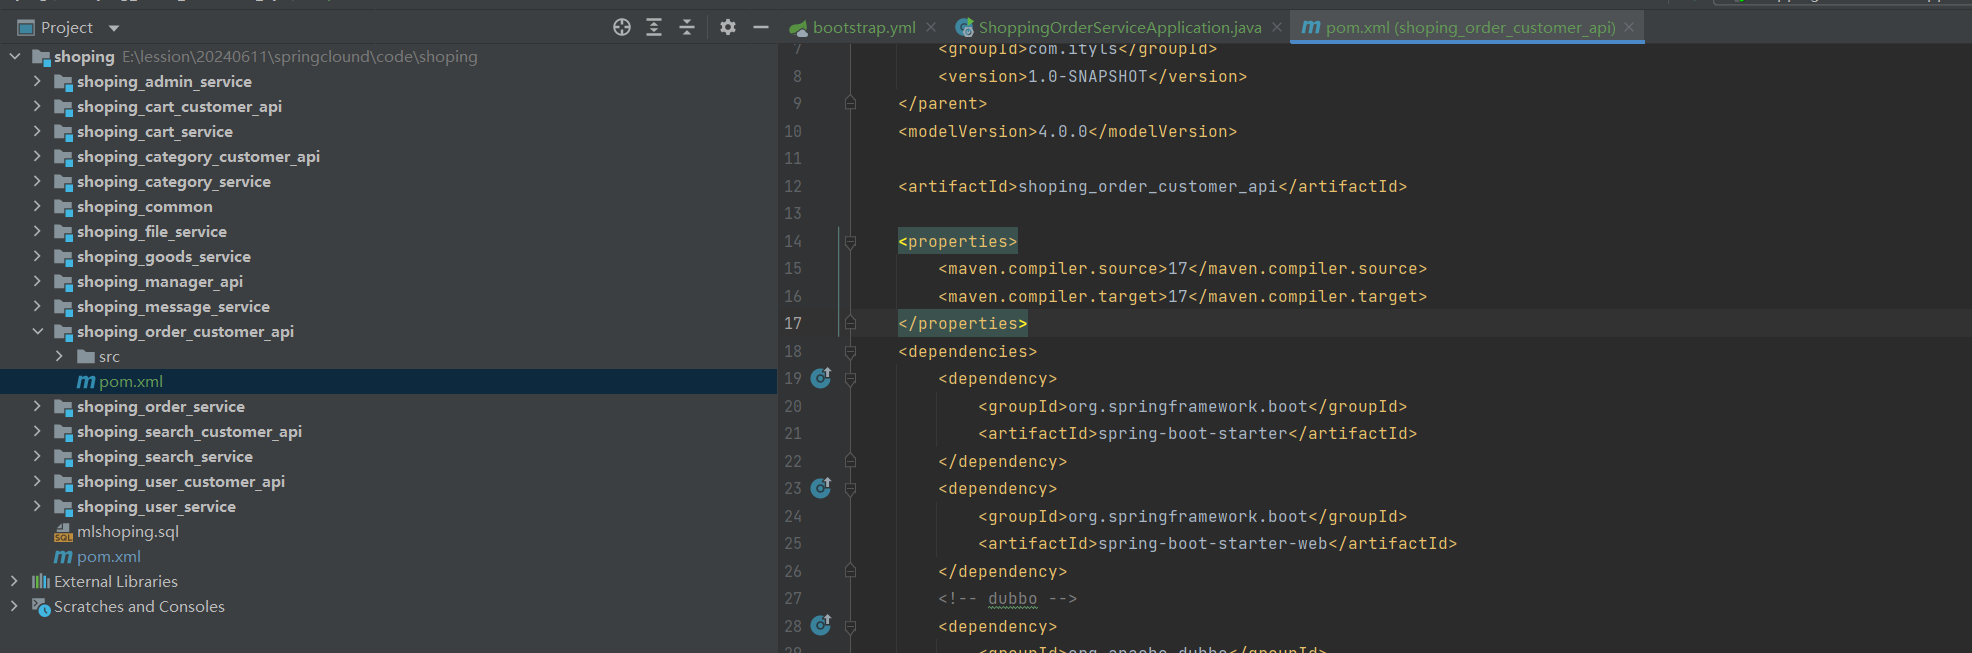 Project
shoping E:\lession\20240611\springclound\code\shoping
shoping_admin_service
shoping_cart_customer_api
shoping_cart_service
shoping_category_customer_api
shoping_category_service
shoping_common
shoping_file_service
shoping_goods_service
shoping_manager_api
shoping_message_service
shoping_order_customer_api
src
pom.xml
shoping_order_service
shoping_search_customer_api
shoping_search_service
shoping_user_customer_api
shoping_user_service
mlshoping.sql
pom.xml
External Libraries
Scratches and Consoles
bootstrap.yml ShoppingOrderServiceApplication.java pom.xml (shoping_order_customer_api)
7 <groupId>com.ityls</groupId>
8 <version>1.0-SNAPSHOT</version>
9 </parent>
10 <modelVersion>4.0.0</modelVersion>
11
12 <artifactId>shoping_order_customer_api</artifactId>
13
14 <properties>
15 <maven.compiler.source>17</maven.compiler.source>
16 <maven.compiler.target>17</maven.compiler.target>
17 </properties>
18 <dependencies>
19 <dependency>
20 <groupId>org.springframework.boot</groupId>
21 <artifactId>spring-boot-starter</artifactId>
22 </dependency>
23 <dependency>
24 <groupId>org.springframework.boot</groupId>
25 <artifactId>spring-boot-starter-web</artifactId>
26 </dependency>
27 <!-- dubbo -->
28 <dependency>
29 <groupId>org.apache.dubbo</groupId>